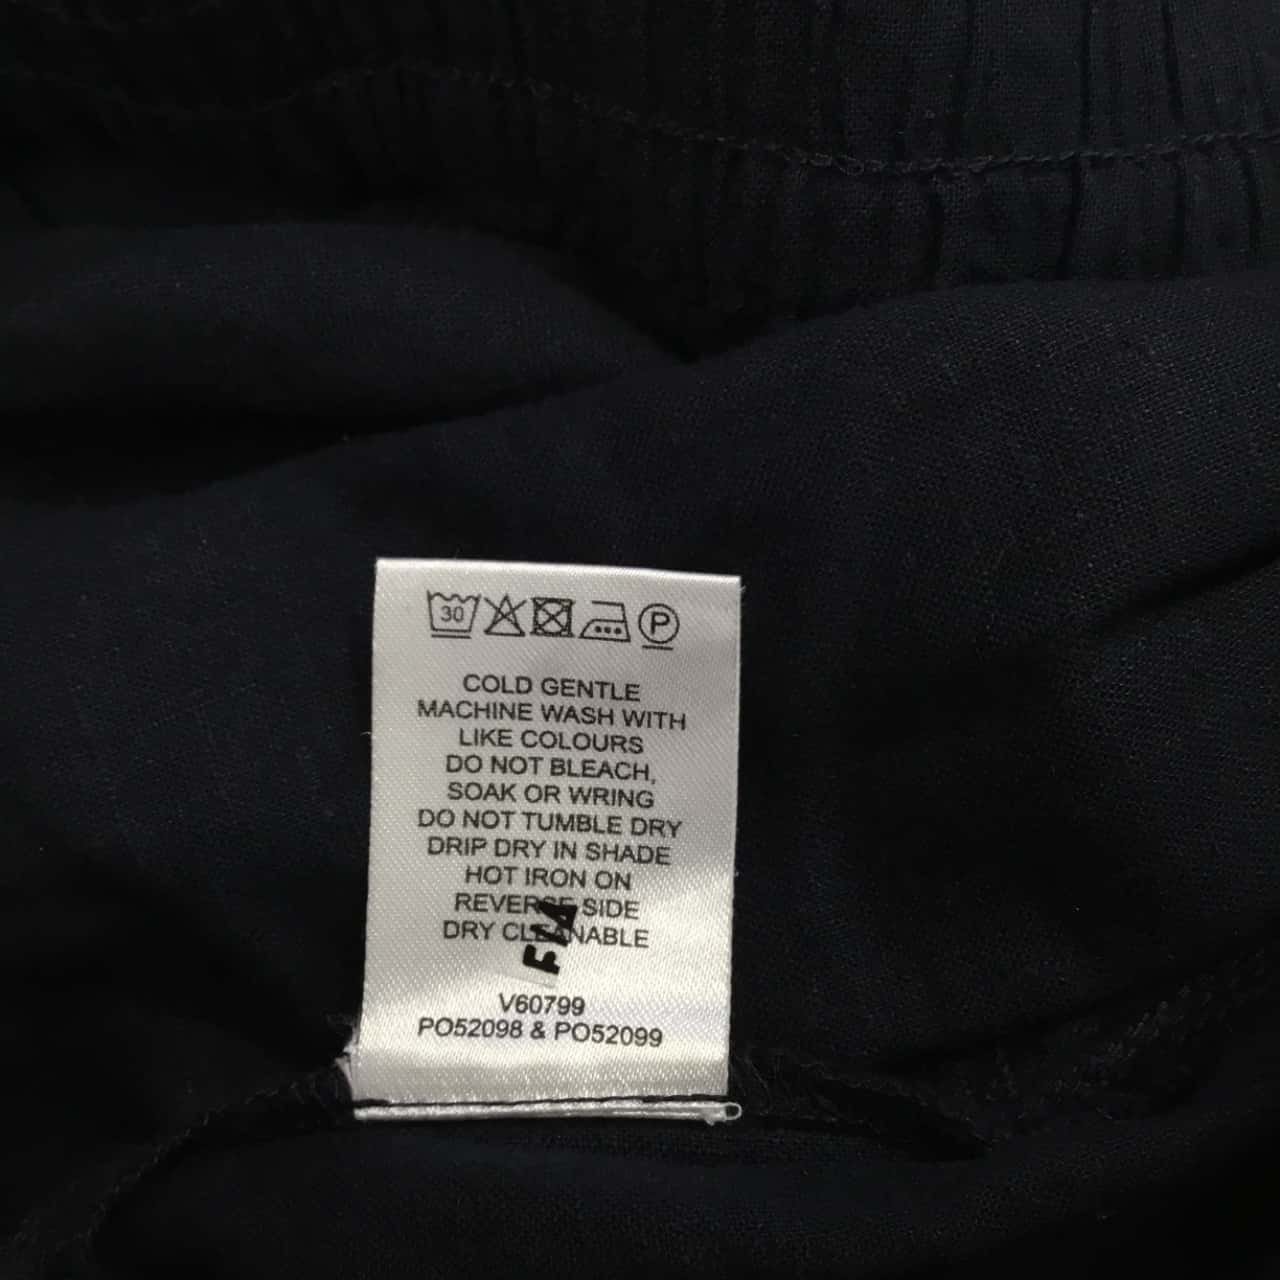 30 P
COLD GENTLE
MACHINE WASH WITH
LIKE COLOURS
DO NOT BLEACH,
SOAK OR WRING
DO NOT TUMBLE DRY
DRIP DRY IN SHADE
HOT IRON ON
REVERSE SIDE
DRY CLEANABLE
V60799
PO52098 & PO52099